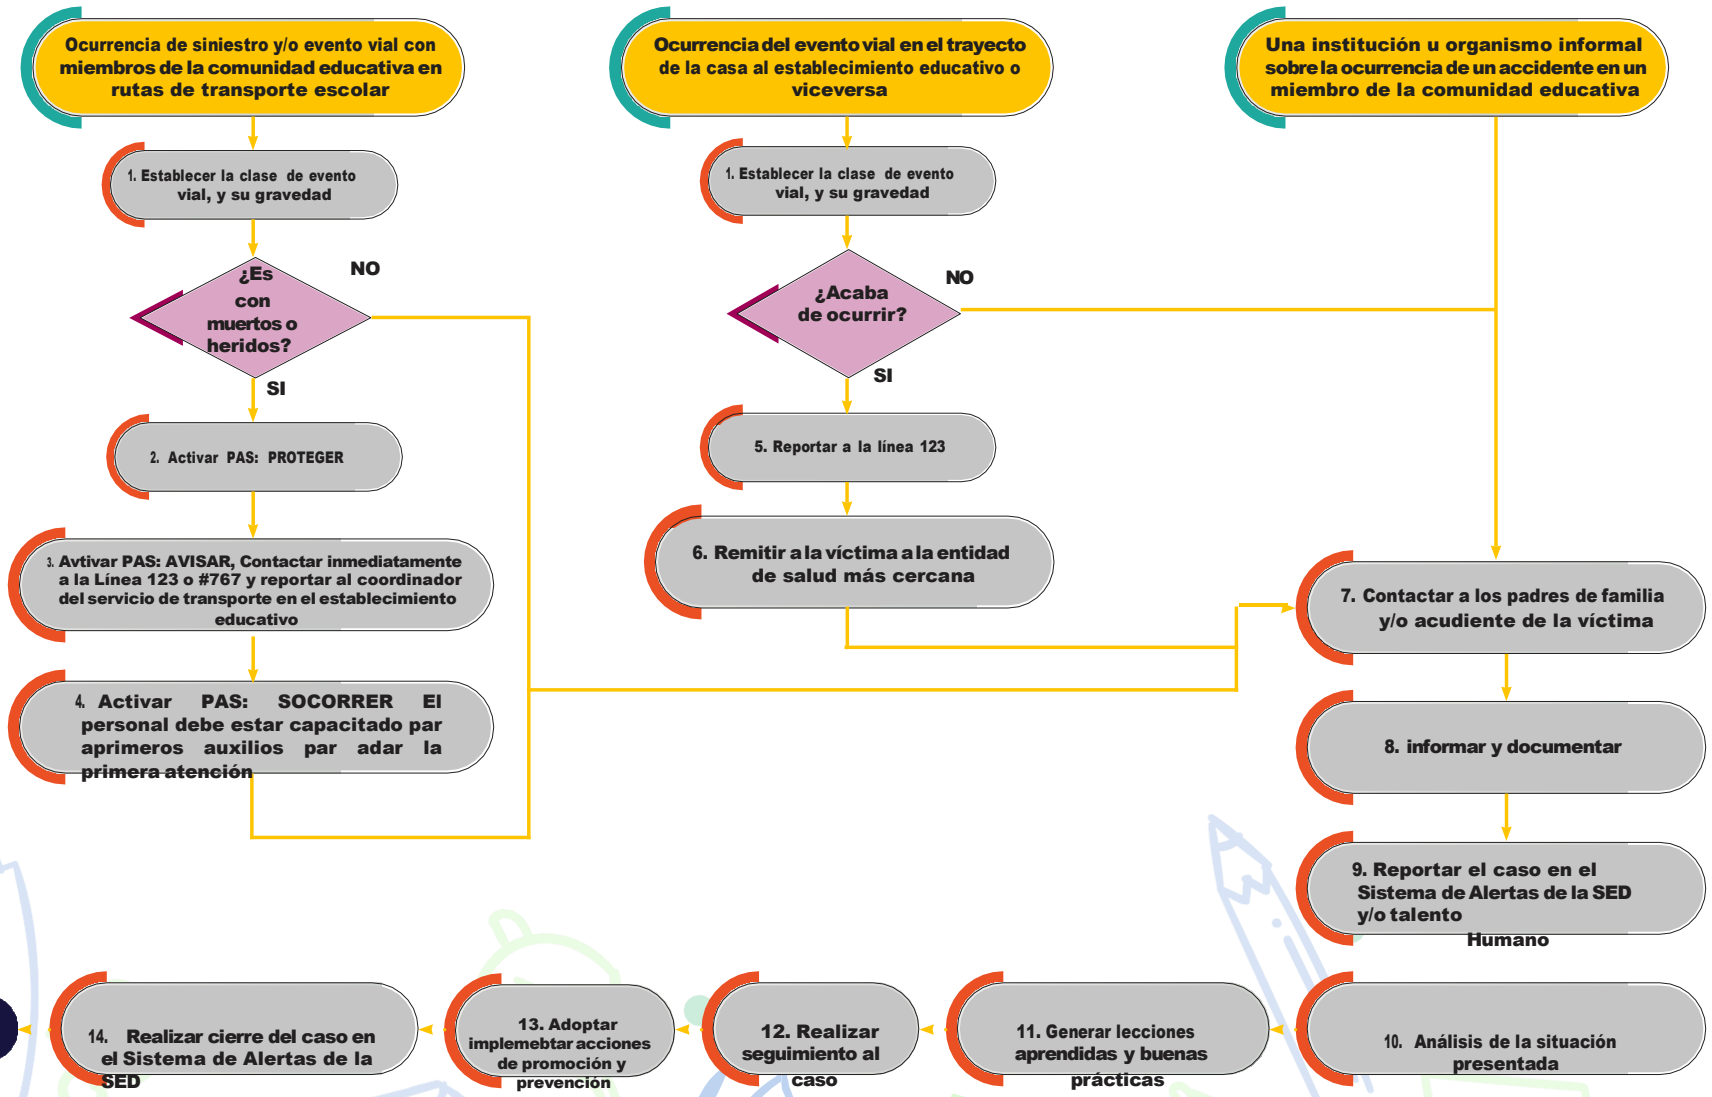 Ocurrencia de siniestro y/o evento vial con
miembros de la comunidad educativa en
rutas de transporte escolar
1. Establecer la clase de evento
vial, y su gravedad
¿Es
con
muertos o
heridos?
NO
SI
2. Activar PAS: PROTEGER
3. Avtivar PAS: AVISAR, Contactar inmediatamente
a la Línea 123 o #767 y reportar al coordinador
del servicio de transporte en el establecimiento
educativo
4. Activar PAS: SOCORRER El
personal debe estar capacitado par
aprimeros auxilios par adar la
primera atención
Ocurrencia del evento vial en el trayecto
de la casa al establecimiento educativo o
viceversa
1. Establecer la clase de evento
vial, y su gravedad
¿Acaba
de ocurrir?
NO
SI
5. Reportar a la línea 123
6. Remitir a la víctima a la entidad
de salud más cercana
Una institución u organismo informal
sobre la ocurrencia de un accidente en un
miembro de la comunidad educativa
7. Contactar a los padres de familia
y/o acudiente de la víctima
8. informar y documentar
9. Reportar el caso en el
Sistema de Alertas de la SED
y/o talento
Humano
10. Análisis de la situación
presentada
11. Generar lecciones
aprendidas y buenas
prácticas
12. Realizar
seguimiento al
caso
13. Adoptar
implemebtar acciones
de promoción y
prevención
14. Realizar cierre del caso en
el Sistema de Alertas de la
SED